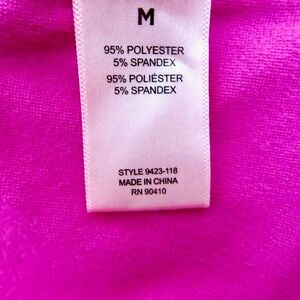 M
95% POLYESTER
5% SPANDEX
95% POLIÉSTER
5% SPANDEX
STYLE 9423-118
MADE IN CHINA
RN 90410